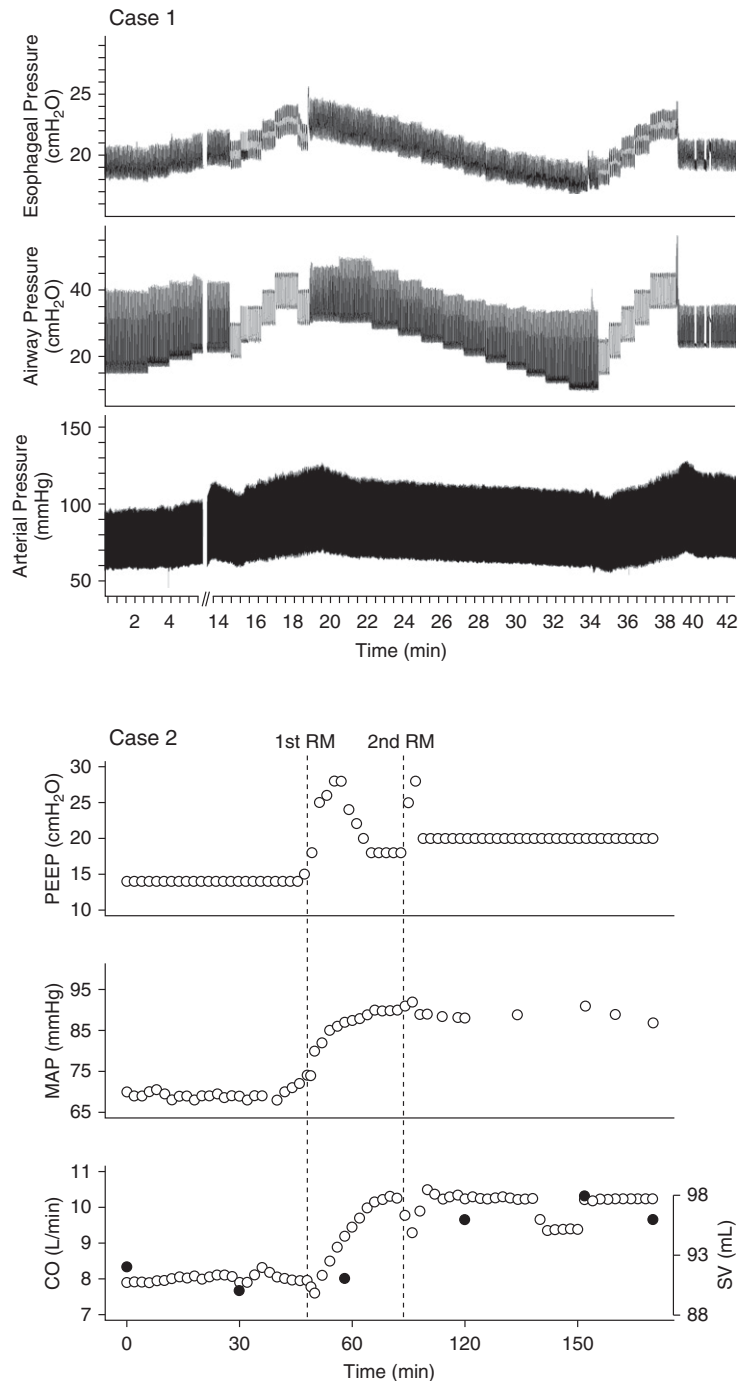 Case 1
Esophageal Pressure
(cmH₂O)
25
20
Airway Pressure
(cmH₂O)
40
20
Arterial Pressure
(mmHg)
150
100
50
2 4 // 14 16 18 20 22 24 26 28 30 32 34 36 38 40 42
Time (min)
Case 2
1st RM 2nd RM
PEEP (cmH₂O)
30
25
20
15
10
MAP (mmHg)
95
85
75
65
CO (L/min)
11
10
9
8
7
98
93
88
SV (mL)
0 30 60 120 150
Time (min)